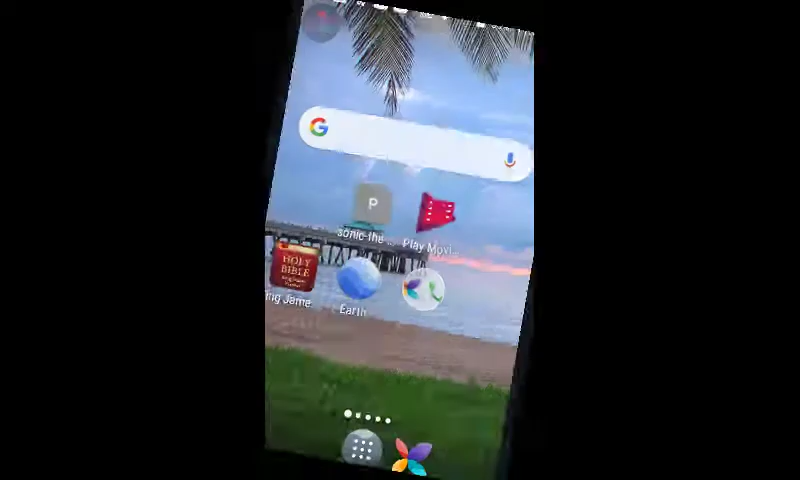 G
P
sonic-the ...
Play Movi...
HOLY
BIBLE
ing Jame.
Earth